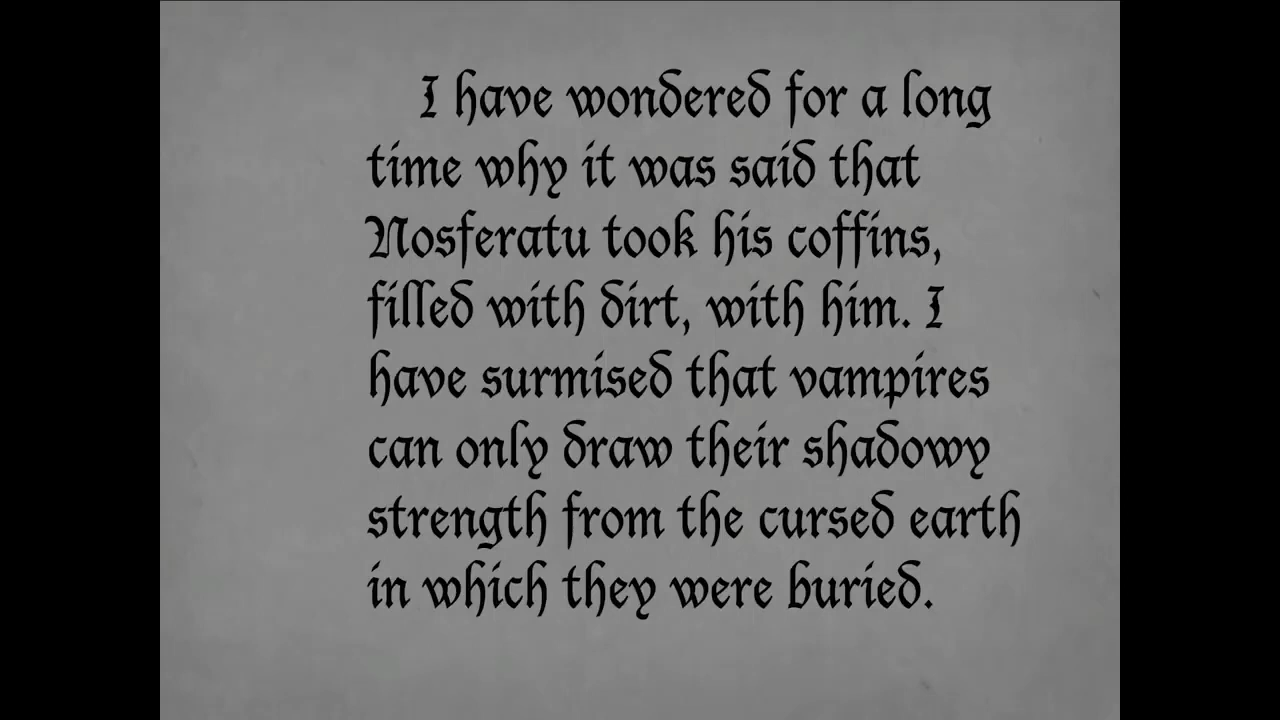 I have wondered for a long
time why it was said that
Nosferatu took his coffins,
filled with dirt, with him. I
have surmised that vampires
can only draw their shadowy
strength from the cursed earth
in which they were buried.